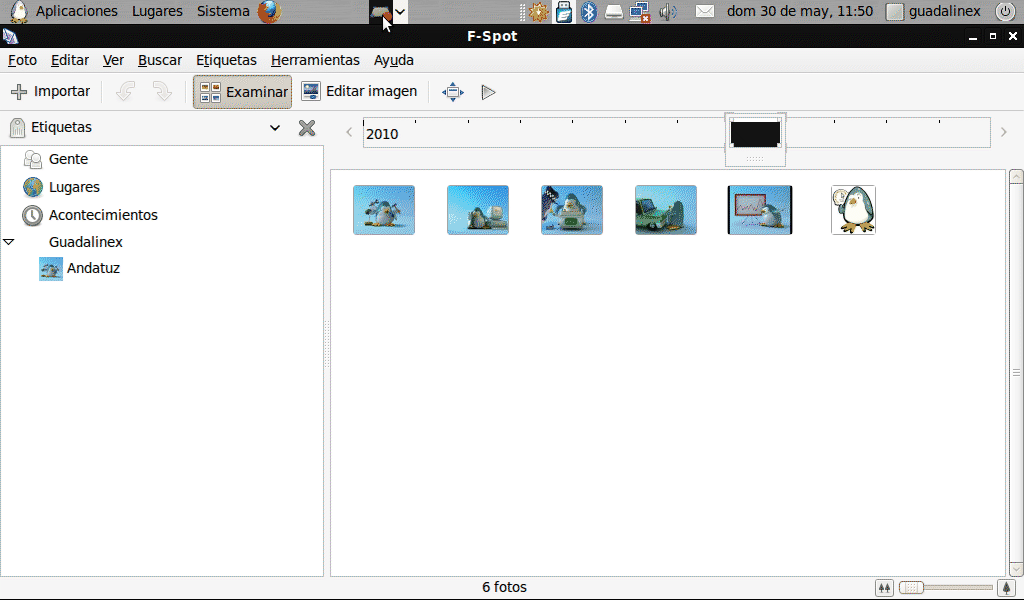 Aplicaciones Lugares Sistema dom 30 de may, 11:50 guadalinex
F-Spot
Foto Editar Ver Buscar Etiquetas Herramientas Ayuda
Importar Examinar Editar imagen
Etiquetas
2010
Gente
Lugares
Acontecimientos
Guadalinex
Andatuz
6 fotos